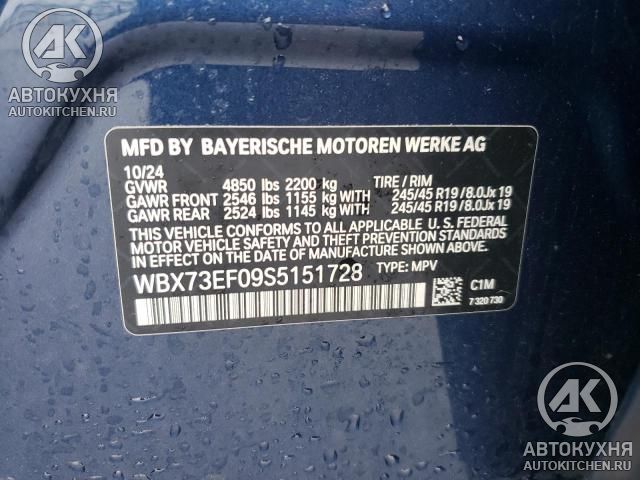 АК
АВТОКУХНЯ
AUTOKITCHEN.RU
MFD BY BAYERISCHE MOTOREN WERKE AG
10/24
GVWR 4850 lbs 2200 kg TIRE / RIM
GAWR FRONT 2546 lbs 1155 kg WITH 245/45 R19 / 8.0Jx 19
GAWR REAR 2524 lbs 1145 kg WITH 245/45 R19 / 8.0Jx 19
THIS VEHICLE CONFORMS TO ALL APPLICABLE U. S. FEDERAL
MOTOR VEHICLE SAFETY AND THEFT PREVENTION STANDARDS
IN EFFECT ON THE DATE OF MANUFACTURE SHOWN ABOVE.
WBX73EF09S5151728 TYPE: MPV
C1M
7 320 730
АК
АВТОКУХНЯ
AUTOKITCHEN.RU